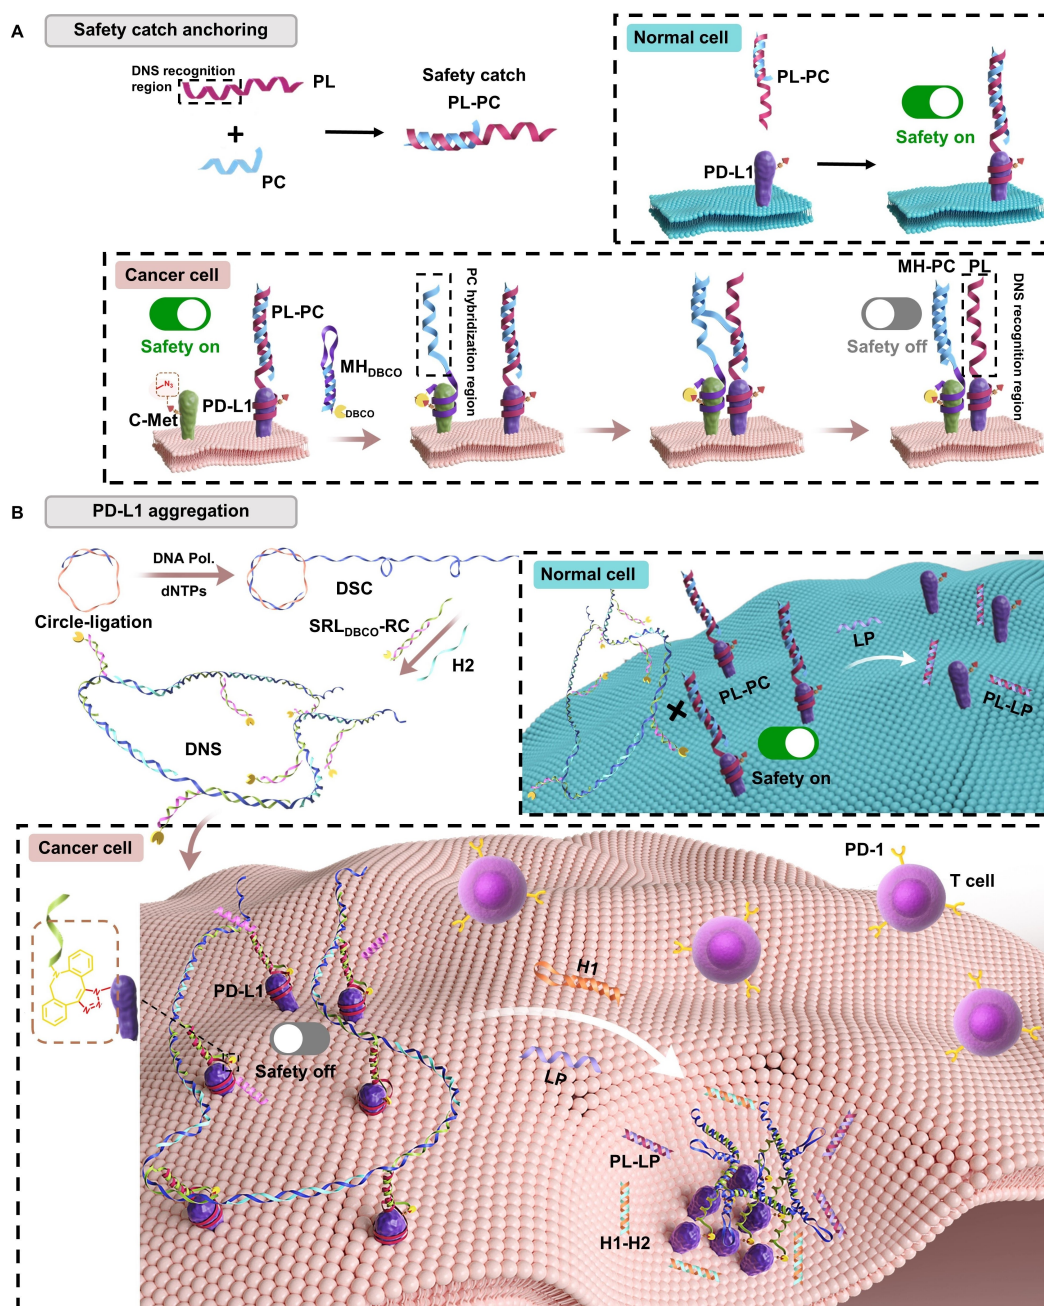 A
Safety catch anchoring
DNS recognition
region
PL
+
PC
Safety catch
PL-PC
Normal cell
PL-PC
PD-L1
Safety on
Cancer cell
Safety on
N3
C-Met
PD-L1
PL-PC
MHDBCO
DBCO
PC hybridization region
MH-PC
PL
Safety off
DNS recognition region
B
PD-L1 aggregation
Circle-ligation
DNA Pol.
dNTPs
DSC
SRLDBCO-RC
H2
DNS
Normal cell
PL-PC
LP
PL-LP
Safety on
Cancer cell
PD-1
T cell
N
N
N=N
PD-L1
Safety off
H1
LP
PL-LP
H1-H2